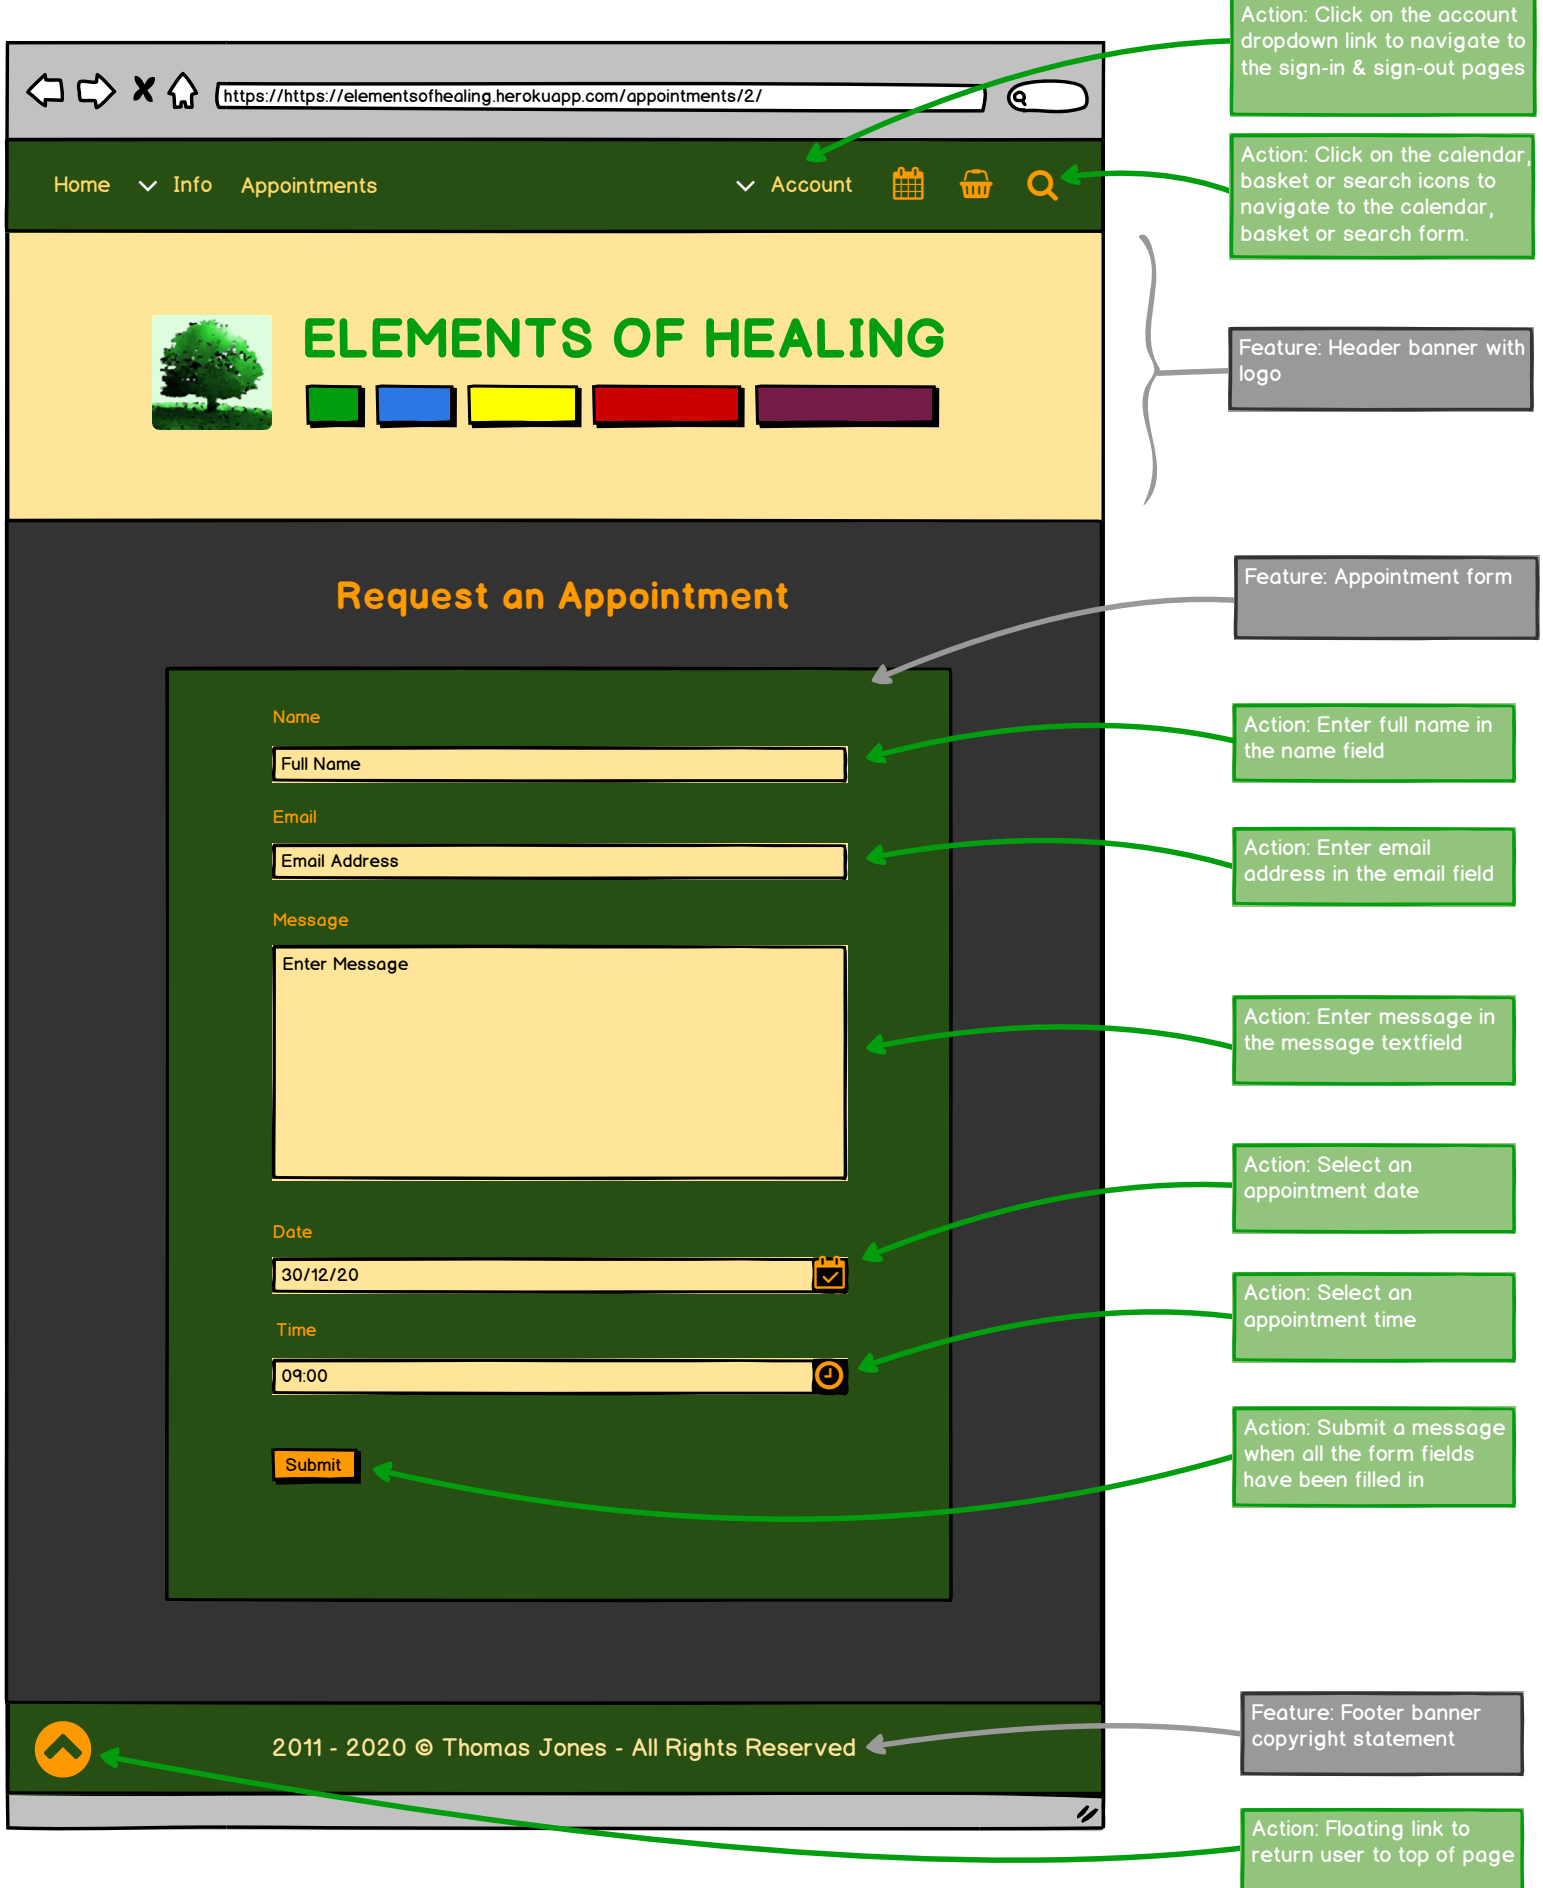 Action: Click on the account
dropdown link to navigate to
the sign-in & sign-out pages
https://https://elementsofhealing.herokuapp.com/appointments/2/
Home
Info
Appointments
Account
Action: Click on the calendar,
basket or search icons to
navigate to the calendar,
basket or search form.
ELEMENTS OF HEALING
Feature: Header banner with
logo
Request an Appointment
Feature: Appointment form
Name
Full Name
Action: Enter full name in
the name field
Email
Email Address
Action: Enter email
address in the email field
Message
Enter Message
Action: Enter message in
the message textfield
Action: Select an
appointment date
Date
30/12/20
Action: Select an
appointment time
Time
09:00
Action: Submit a message
when all the form fields
have been filled in
Submit
Feature: Footer banner
copyright statement
2011 - 2020 © Thomas Jones - All Rights Reserved
Action: Floating link to
return user to top of page